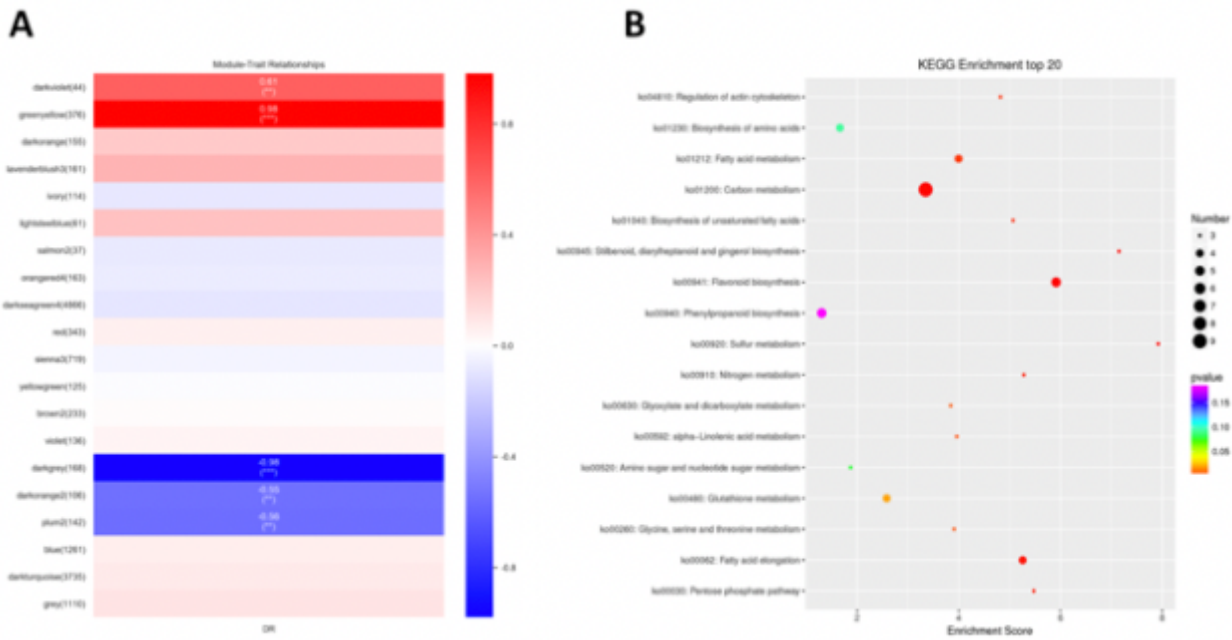 A
B
Module-Trait Relationships
darkviolet(44)
greenyellow(376)
darkorange(155)
lavenderblush3(161)
ivory(114)
lightsteelblue(61)
salmon2(37)
orangered4(163)
darkseagreen4(4866)
red(343)
sienna3(719)
yellowgreen(125)
brown2(233)
violet(136)
darkgrey(168)
darkorange2(106)
plum2(142)
blue(1261)
darkturquoise(3735)
grey(1110)
0.61
(**)
0.98
(***)
-0.98
(***)
-0.55
(**)
-0.56
(**)
DR
0.8
0.4
0.0
-0.4
-0.8
KEGG Enrichment top 20
ko04810: Regulation of actin cytoskeleton
ko01230: Biosynthesis of amino acids
ko01212: Fatty acid metabolism
ko01200: Carbon metabolism
ko01040: Biosynthesis of unsaturated fatty acids
ko00945: Stilbenoid, diarylheptanoid and gingerol biosynthesis
ko00941: Flavonoid biosynthesis
ko00940: Phenylpropanoid biosynthesis
ko00920: Sulfur metabolism
ko00910: Nitrogen metabolism
ko00630: Glyoxylate and dicarboxylate metabolism
ko00592: alpha-Linolenic acid metabolism
ko00520: Amino sugar and nucleotide sugar metabolism
ko00480: Glutathione metabolism
ko00260: Glycine, serine and threonine metabolism
ko00062: Fatty acid elongation
ko00030: Pentose phosphate pathway
2 4 6 8
Enrichment Score
Number
3
4
5
6
7
8
9
pvalue
0.15
0.10
0.05